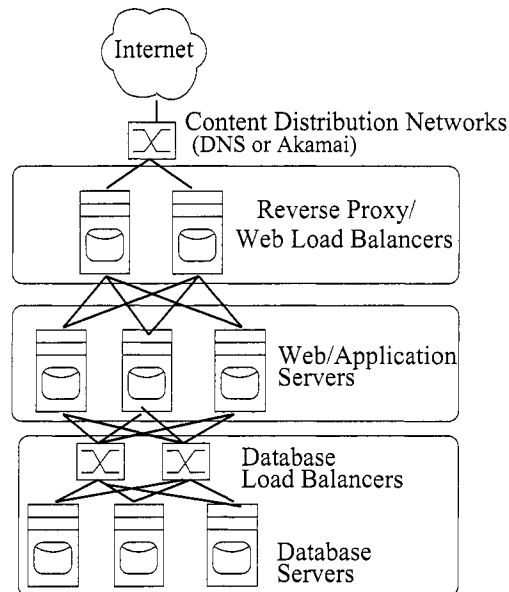 Internet
Content Distribution Networks
(DNS or Akamai)
Reverse Proxy/
Web Load Balancers
Web/Application
Servers
Database
Load Balancers
Database
Servers